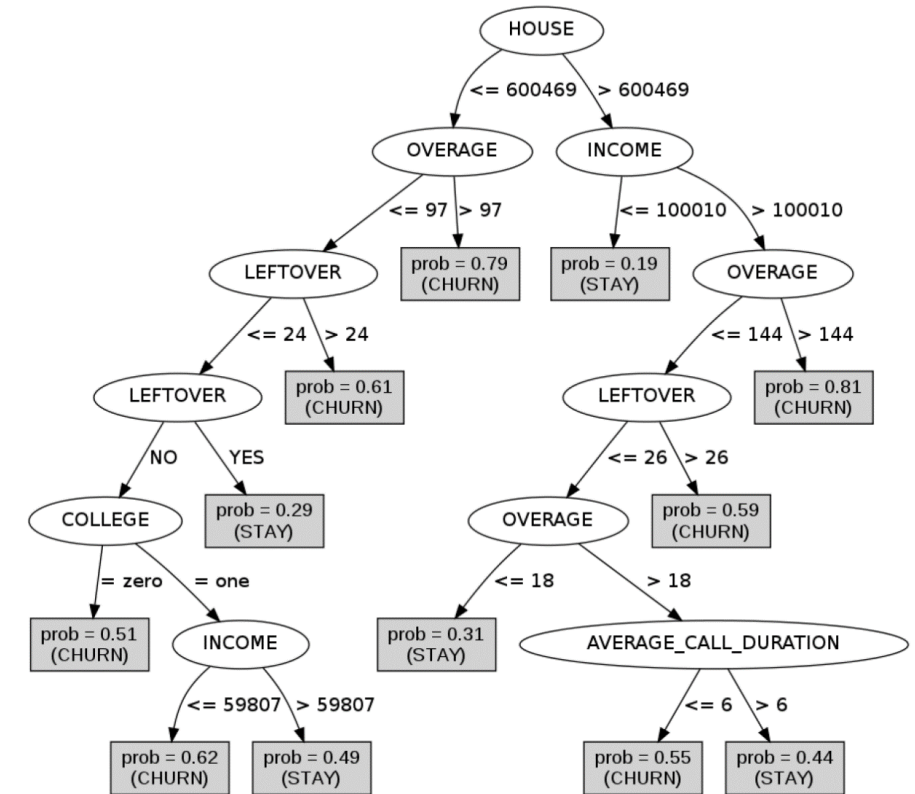 HOUSE
<= 600469
> 600469
OVERAGE
INCOME
<= 97
> 97
<= 100010
> 100010
LEFTOVER
prob = 0.79
(CHURN)
prob = 0.19
(STAY)
OVERAGE
<= 24
> 24
<= 144
> 144
LEFTOVER
prob = 0.61
(CHURN)
LEFTOVER
prob = 0.81
(CHURN)
NO
YES
<= 26
> 26
COLLEGE
prob = 0.29
(STAY)
OVERAGE
prob = 0.59
(CHURN)
= zero
= one
<= 18
> 18
prob = 0.51
(CHURN)
INCOME
prob = 0.31
(STAY)
AVERAGE_CALL_DURATION
<= 59807
> 59807
<= 6
> 6
prob = 0.62
(CHURN)
prob = 0.49
(STAY)
prob = 0.55
(CHURN)
prob = 0.44
(STAY)